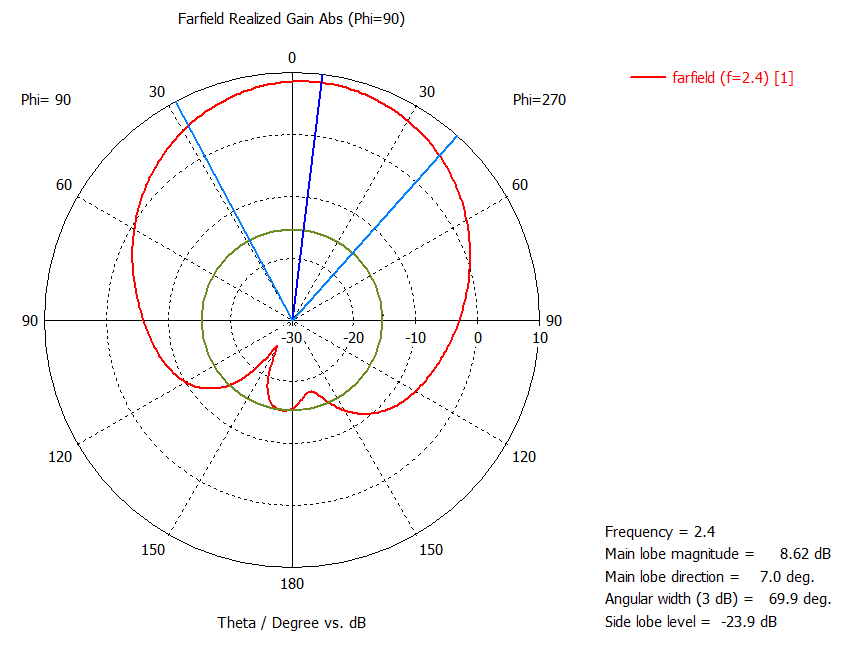 Farfield Realized Gain Abs (Phi=90)
farfield (f=2.4) [1]
0
30
30
Phi= 90
Phi=270
60
60
90
90
-30
-20
-10
0
10
120
120
150
150
180
Theta / Degree vs. dB
Frequency = 2.4
Main lobe magnitude = 8.62 dB
Main lobe direction = 7.0 deg.
Angular width (3 dB) = 69.9 deg.
Side lobe level = -23.9 dB